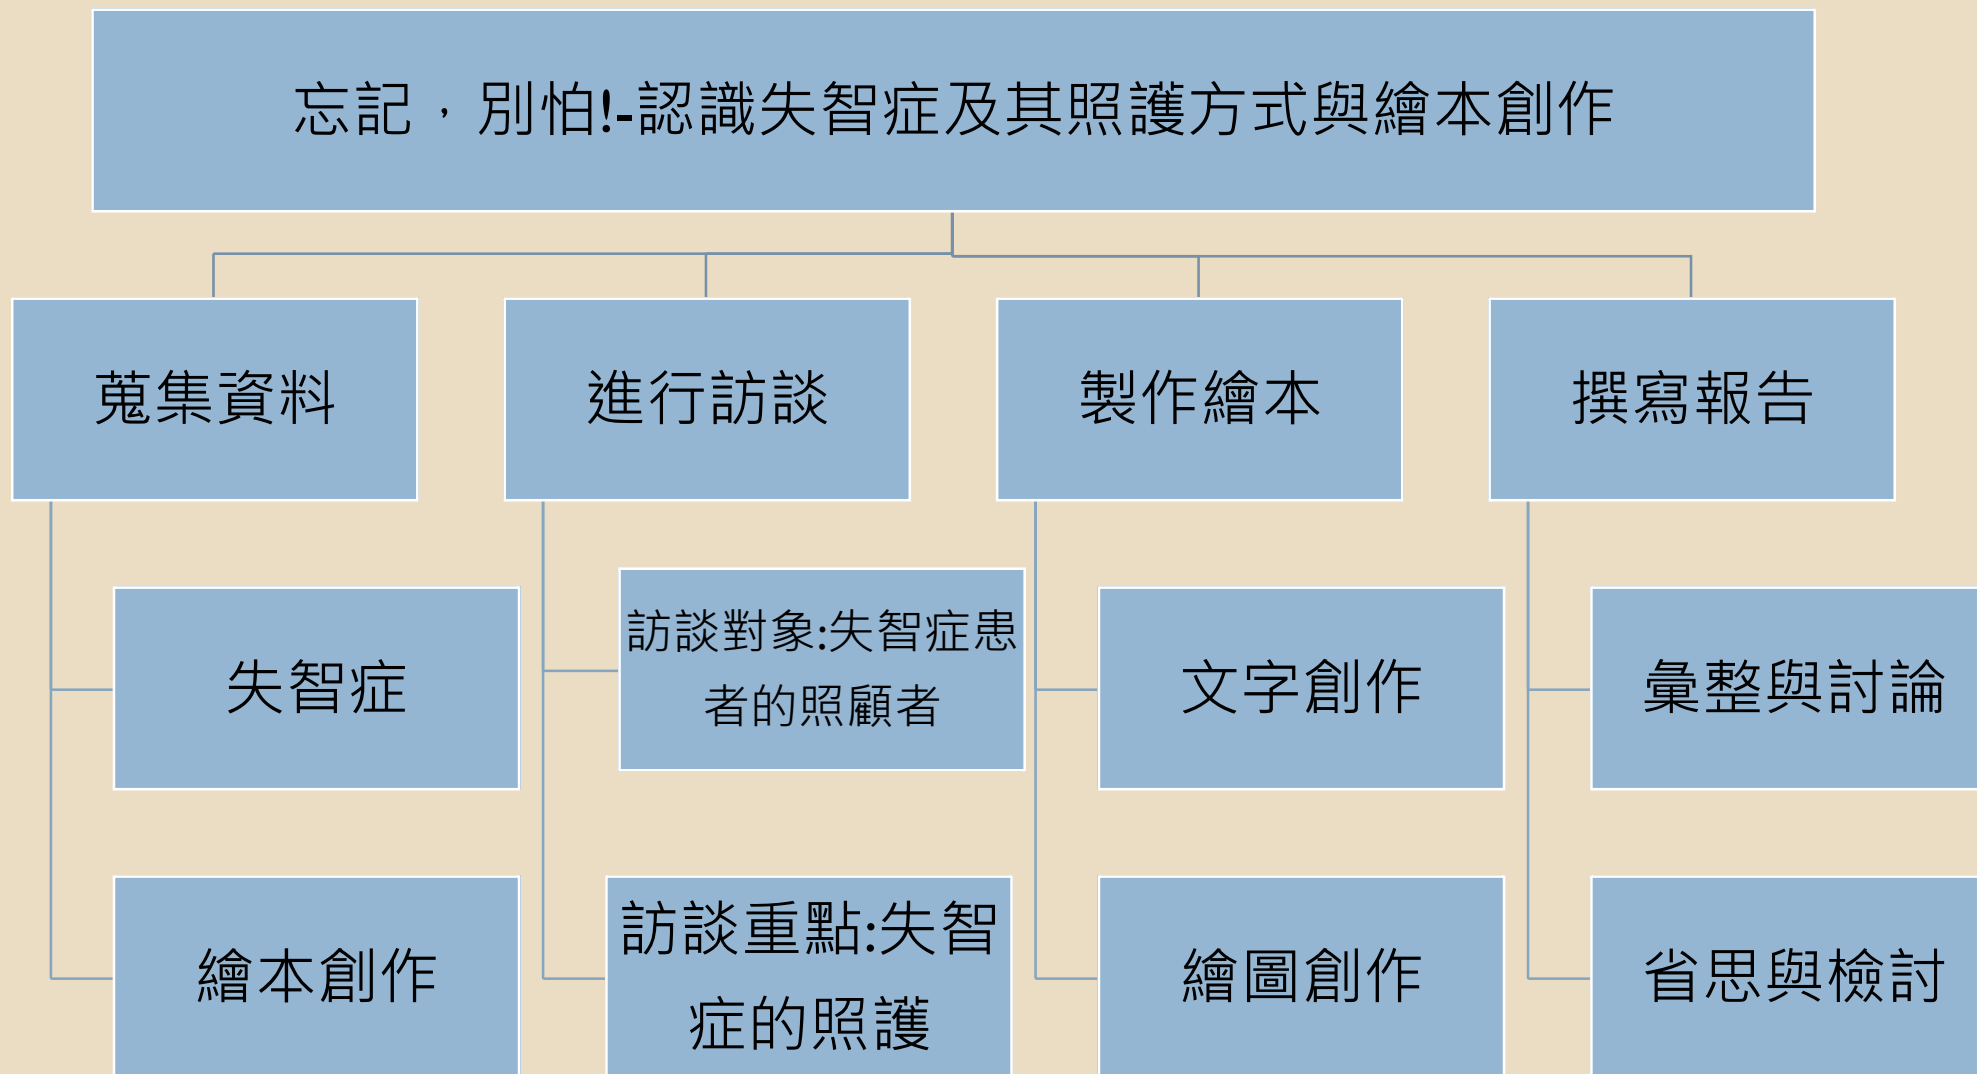 忘記，別怕!-認識失智症及其照護方式與繪本創作
蒐集資料
進行訪談
製作繪本
撰寫報告
失智症
訪談對象:失智症患
者的照顧者
文字創作
彙整與討論
繪本創作
訪談重點:失智
症的照護
繪圖創作
省思與檢討